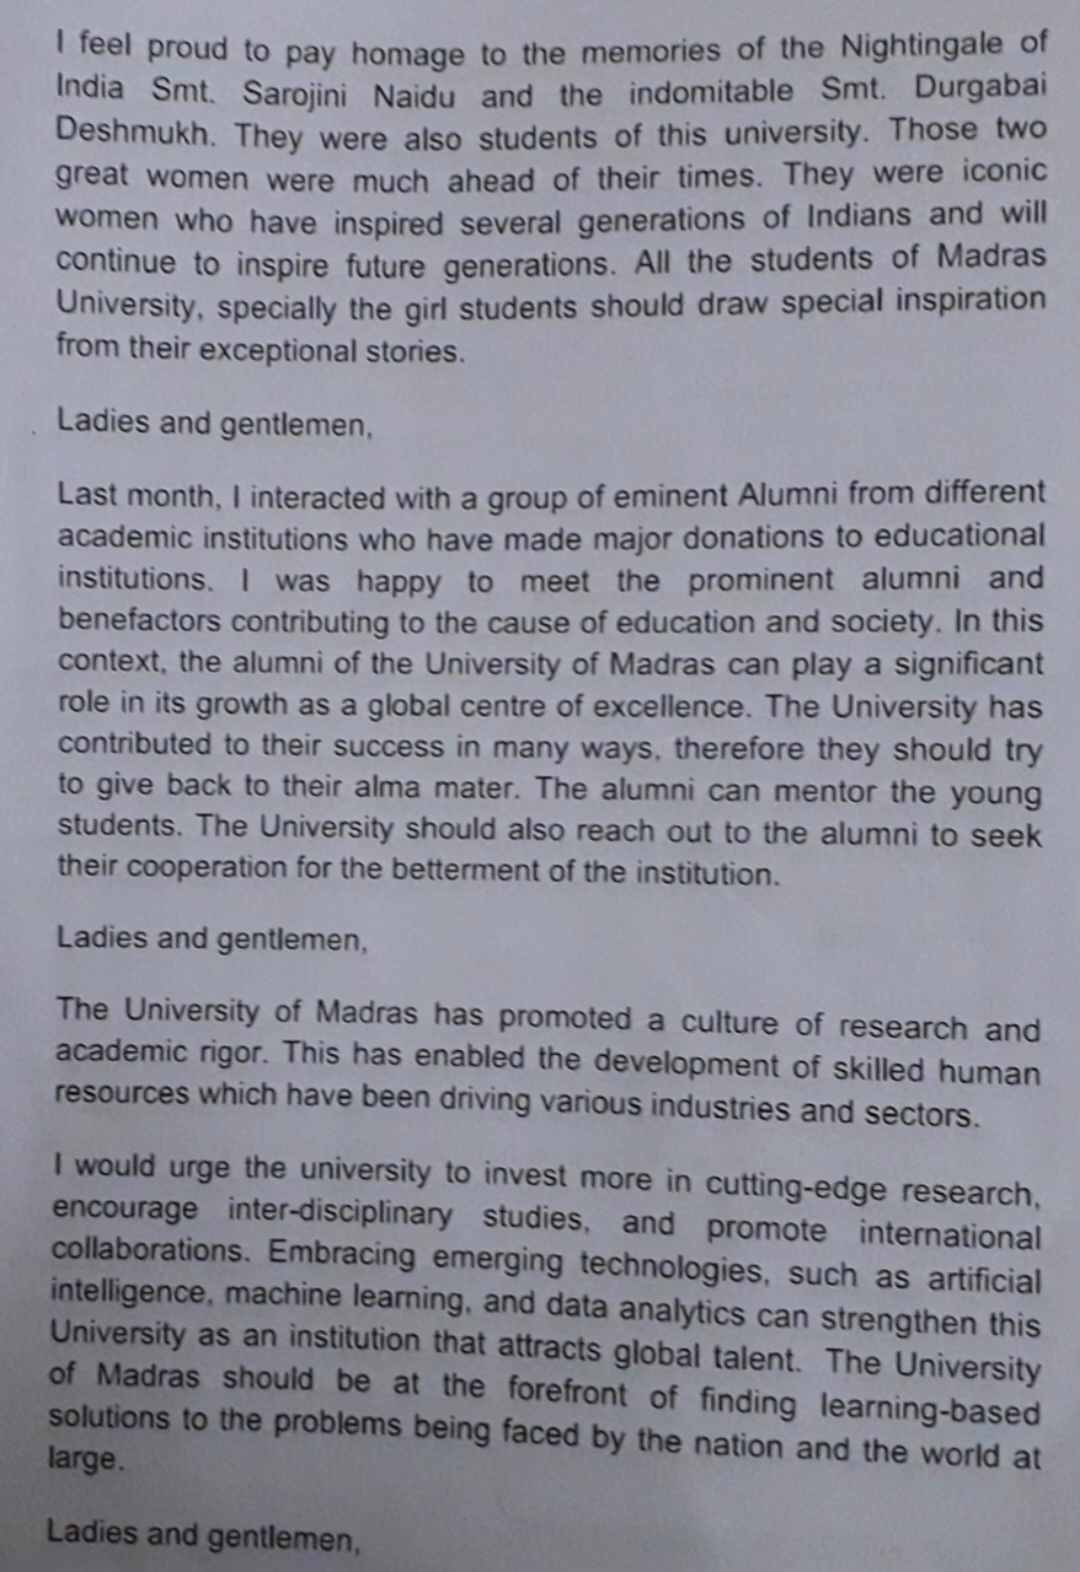 I feel proud to pay homage to the memories of the Nightingale of
India Smt. Sarojini Naidu and the indomitable Smt. Durgabai
Deshmukh. They were also students of this university. Those two
great women were much ahead of their times. They were iconic
women who have inspired several generations of Indians and will
continue to inspire future generations. All the students of Madras
University, specially the girl students should draw special inspiration
from their exceptional stories.
Ladies and gentlemen,
Last month, I interacted with a group of eminent Alumni from different
academic institutions who have made major donations to educational
institutions. I was happy to meet the prominent alumni and
benefactors contributing to the cause of education and society. In this
context, the alumni of the University of Madras can play a significant
role in its growth as a global centre of excellence. The University has
contributed to their success in many ways, therefore they should try
to give back to their alma mater. The alumni can mentor the young
students. The University should also reach out to the alumni to seek
their cooperation for the betterment of the institution.
Ladies and gentlemen,
The University of Madras has promoted a culture of research and
academic rigor. This has enabled the development of skilled human
resources which have been driving various industries and sectors.
I would urge the university to invest more in cutting-edge research,
encourage inter-disciplinary studies, and promote international
collaborations. Embracing emerging technologies, such as artificial
intelligence, machine learning, and data analytics can strengthen this
University as an institution that attracts global talent. The University
of Madras should be at the forefront of finding learning-based
solutions to the problems being faced by the nation and the world at
large.
Ladies and gentlemen,